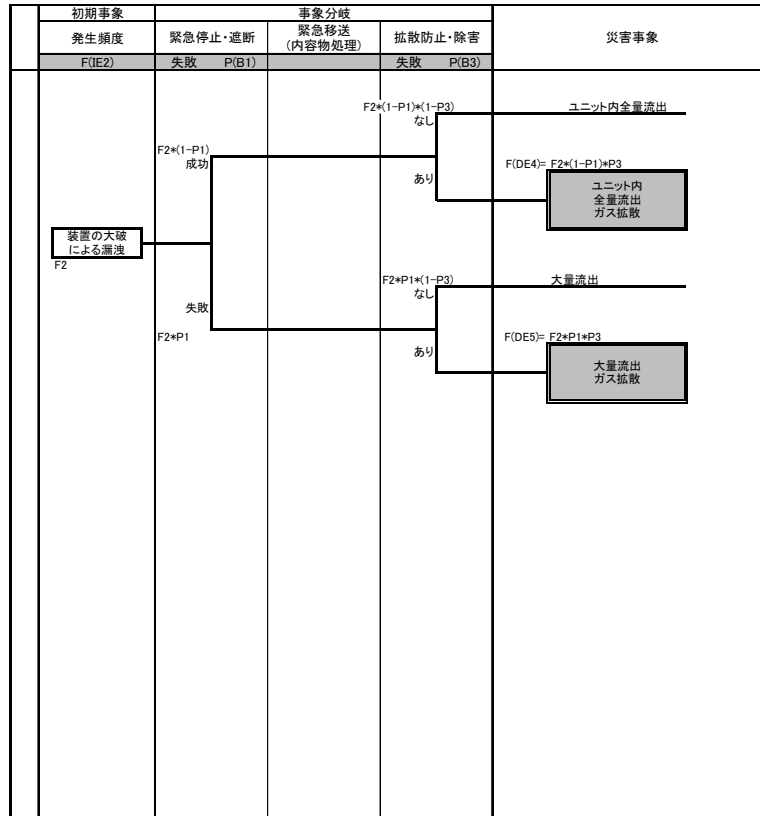 初期事象
事象分岐
発生頻度
緊急停止・遮断
緊急移送
(内容物処理)
拡散防止・除害
災害事象
F(IE2)
失敗 P(B1)
失敗 P(B3)
F2*(1-P1)*(1-P3)
なし
ユニット内全量流出
F2*(1-P1)
成功
あり
F(DE4)= F2*(1-P1)*P3
ユニット内
全量流出
ガス拡散
装置の大破
による漏洩
F2
F2*P1*(1-P3)
なし
大量流出
失敗
F2*P1
あり
F(DE5)= F2*P1*P3
大量流出
ガス拡散